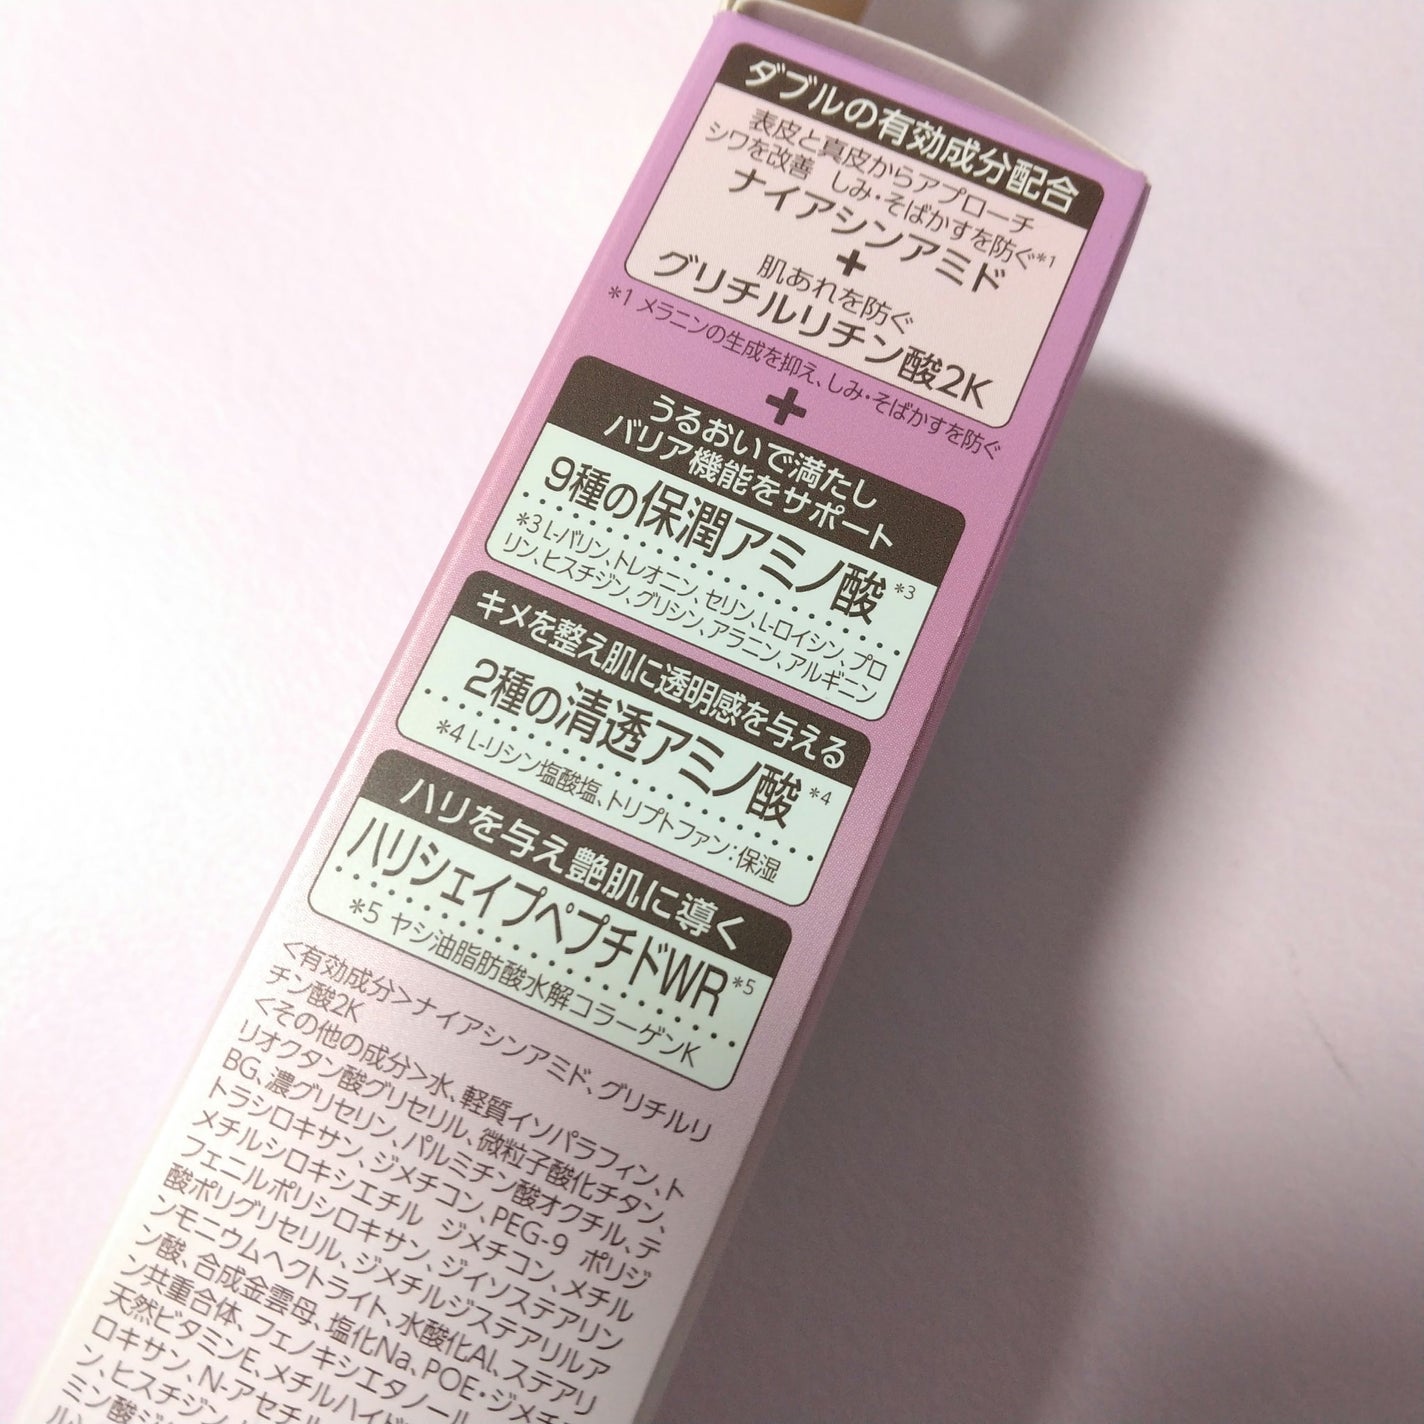 ダブルの有効成分配合
表皮と真皮からアプローチ
シワを改善 しみ・そばかすを防ぐ*1
ナイアシンアミド
+
肌あれを防ぐ
グリチルリチン酸2K
*1 メラニンの生成を抑え、しみ・そばかすを防ぐ
+
うるおいで満たし
バリア機能をサポート
9種の保潤アミノ酸*3
*3 L-バリン、トレオニン、セリン、L-ロイシン、プロ
リン、ヒスチジン、グリシン、アラニン、アルギニン
キメを整え肌に透明感を与える
2種の清透アミノ酸*4
*4 L-リシン塩酸塩、トリプトファン:保湿
ハリを与え艶肌に導く
ハリシェイプペプチドWR*5
*5 ヤシ油脂肪酸水解コラーゲンK
<有効成分>ナイアシンアミド、グリチルリ
チン酸2K
<その他の成分>水、軽質イソパラフィン、ト
リオクタン酸グリセリル、微粒子酸化チタン、
BG、濃グリセリン、パルミチン酸オクチル、テ
トラシロキサン、ジメチコン、PEG-9 ポリジ
メチルシロキシエチル ジメチコン、メチル
フェニルポリシロキサン、ジイソステアリン
酸ポリグリセリル、ジメチルジステアリルア
ンモニウムヘクトライト、水酸化Al、ステアリ
ン酸、合成金雲母、塩化Na、POE・ジメチ
ン共重合体、フェノキシエタノール
天然ビタミンE、メチルハイド
ロキサン、N-アセチル
ン、ヒスチジン
ミン酸ジ